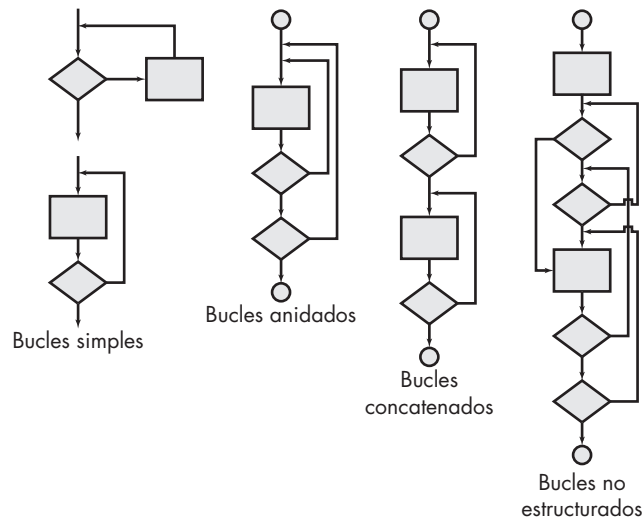 Bucles simples
Bucles anidados
Bucles
concatenados
Bucles no
estructurados